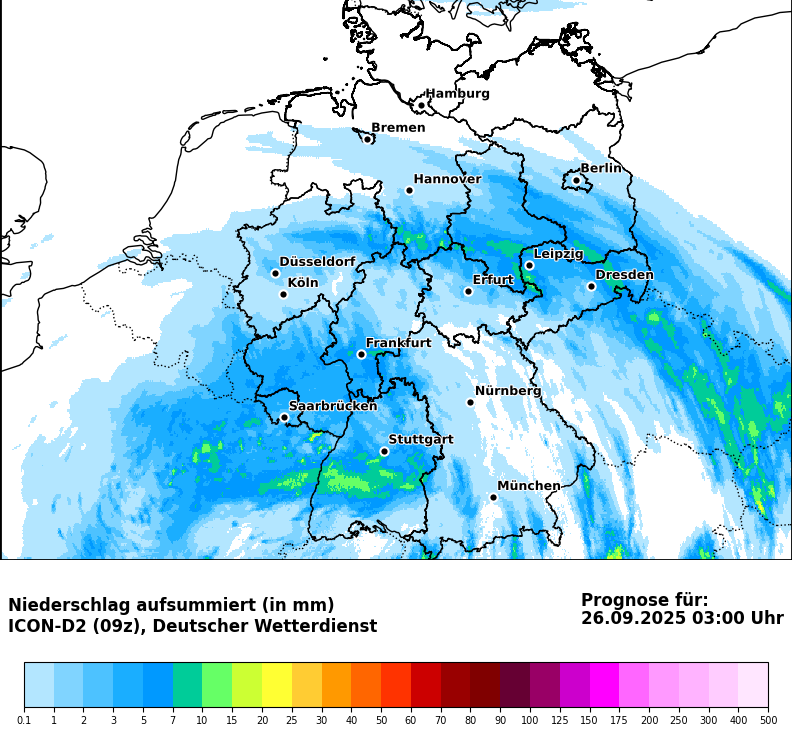 Hamburg
Bremen
Berlin
Hannover
Leipzig
Düsseldorf
Dresden
Erfurt
Köln
Frankfurt
Nürnberg
Saarbrücken
Stuttgart
München
Niederschlag aufsummiert (in mm)
ICON-D2 (09z), Deutscher Wetterdienst
Prognose für:
26.09.2025 03:00 Uhr
0.1 1 2 3 5 7 10 15 20 25 30 40 50 60 70 80 90 100 125 150 175 200 250 300 400 500